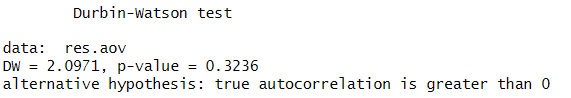 Durbin-Watson test
data:  res.aov
DW = 2.0971, p-value = 0.3236
alternative hypothesis: true autocorrelation is greater than 0